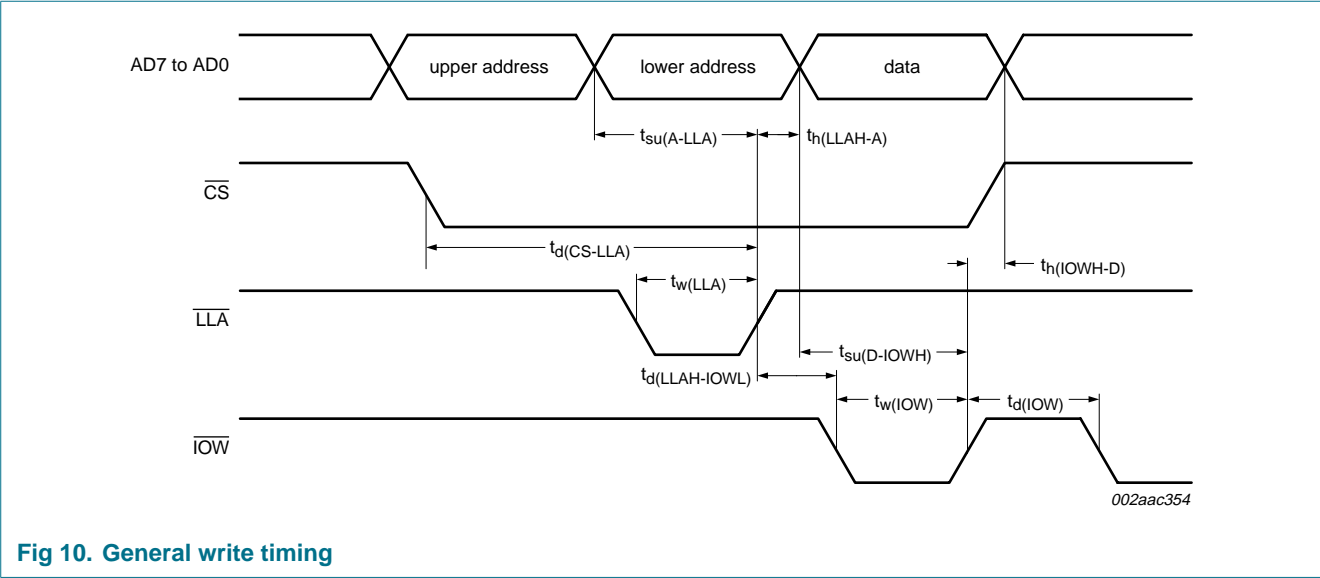 AD7 to AD0
upper address
lower address
data
tsu(A-LLA)
th(LLAH-A)
CS
td(CS-LLA)
th(IOWH-D)
tw(LLA)
LLA
tsu(D-IOWH)
td(LLAH-IOWL)
tw(IOW)
td(IOW)
IOW
002aac354
Fig 10. General write timing